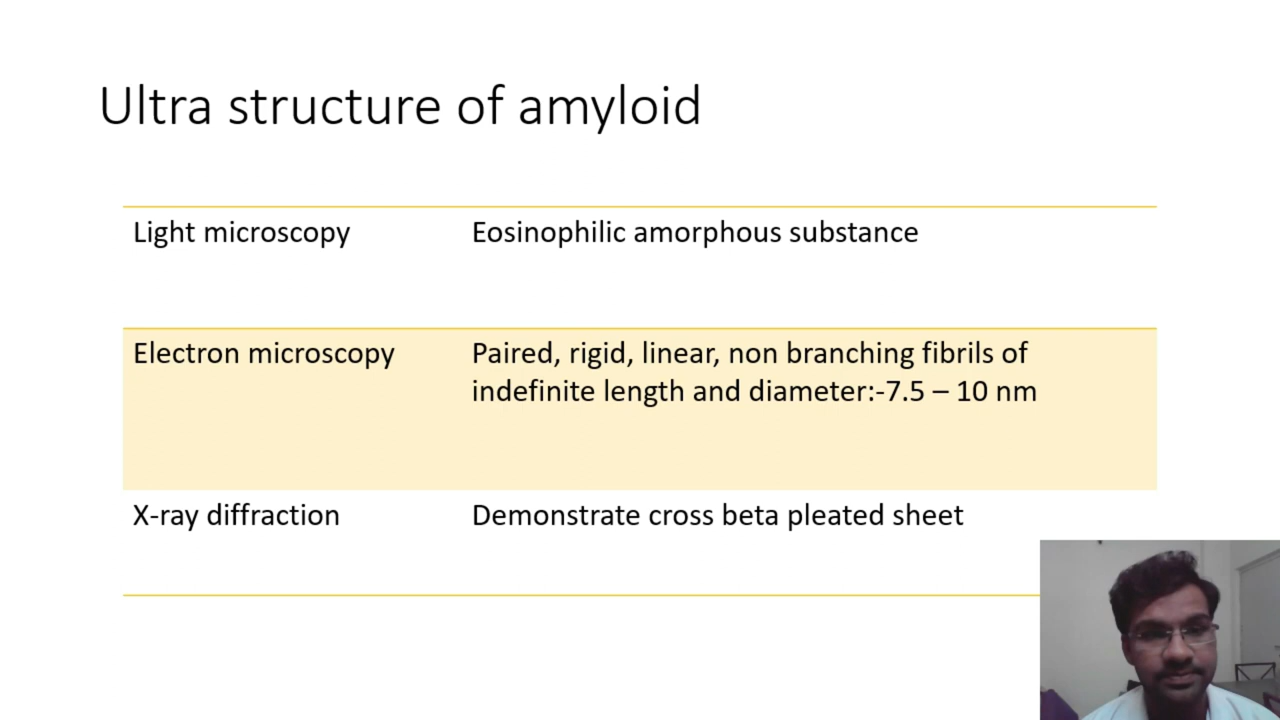 Ultra structure of amyloid
Light microscopy
Eosinophilic amorphous substance
Electron microscopy
Paired, rigid, linear, non branching fibrils of
indefinite length and diameter:-7.5 – 10 nm
X-ray diffraction
Demonstrate cross beta pleated sheet